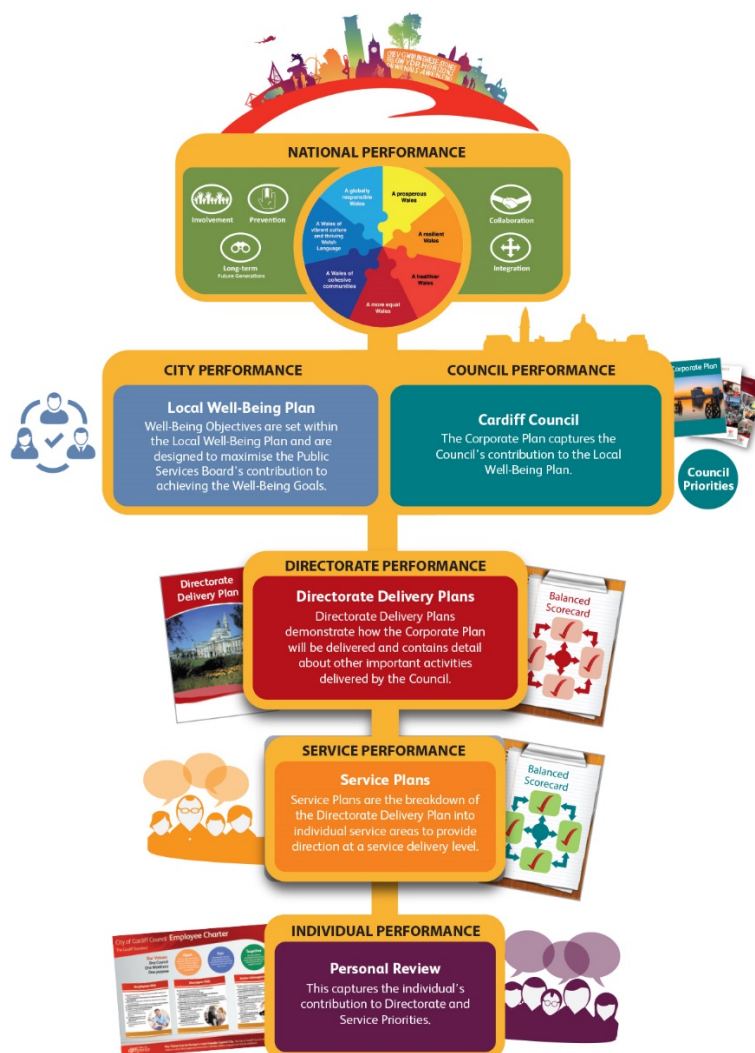 NATIONAL PERFORMANCE
Involvement
Prevention
Long-term
Future Generations
A globally
responsible
Wales
A prosperous
Wales
A Wales of
vibrant culture
and thriving
Welsh
Language
A resilient
Wales
A Wales of
cohesive
communities
A healthier
Wales
A more equal
Wales
Collaboration
Integration
CITY PERFORMANCE
Local Well-Being Plan
Well-Being Objectives are set
within the Local Well-Being Plan and are
designed to maximise the Public
Services Board's contribution to
achieving the Well-Being Goals.
COUNCIL PERFORMANCE
Cardiff Council
The Corporate Plan captures the
Council's contribution to the Local
Well-Being Plan.
Corporate Plan
Council
Priorities
DIRECTORATE PERFORMANCE
Directorate
Delivery Plan
Directorate Delivery Plans
Directorate Delivery Plans
demonstrate how the Corporate Plan
will be delivered and contains detail
about other important activities
delivered by the Council.
Balanced
Scorecard
SERVICE PERFORMANCE
Service Plans
Service Plans are the breakdown of
the Directorate Delivery Plan into
individual service areas to provide
direction at a service delivery level.
Balanced
Scorecard
INDIVIDUAL PERFORMANCE
City of Cardiff Council Employee Charter
Personal Review
This captures the individual's
contribution to Directorate and
Service Priorities.